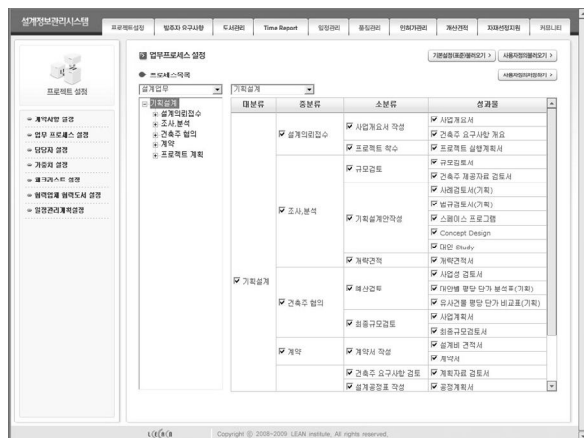 설계정보관리시스템
프로젝트설정 발주자 요구사항 도서관리 Time Report 일정관리 품질관리 인허가관리 개산견적 자재선정지원 커뮤니티
프로젝트 설정
계약사항 설정
업무 프로세스 설정
담당자 설정
가중치 설정
체크리스트 설정
협력업체 협력도서 설정
일정관리계획설정
업무프로세스 설정
기본설정(표준)불러오기 > 사용자정의불러오기 >
프로세스목록
사용자정의저장하기 >
설계업무 기획설계
기획설계
설계의뢰접수
조사,분석
건축주 협의
계약
프로젝트 계획
대분류 중분류 소분류 성과물
기획설계
설계의뢰접수
사업개요서 작성
사업개요서
건축주 요구사항 개요
프로젝트 착수
프로젝트 실행계획서
조사,분석
규모검토
규모검토서
건축주 제공자료 검토서
기획설계안작성
사례검토서(기획)
법규검토서(기획)
스페이스 프로그램
Concept Design
대안 Study
개략견적
개략견적서
건축주 협의
예산검토
사업성 검토서
대안별 평당 단가 분석표(기획)
유사건물 평당 단가 비교표(기획)
최종규모검토
사업계획서
최종규모검토서
계약
계약서 작성
설계비 견적서
계약서
건축주 요구사항 검토
계획자료 검토서
설계공정표 작성
공정계획서
Copyright ⓒ 2008-2009 LEAN institute, All rights reserved.